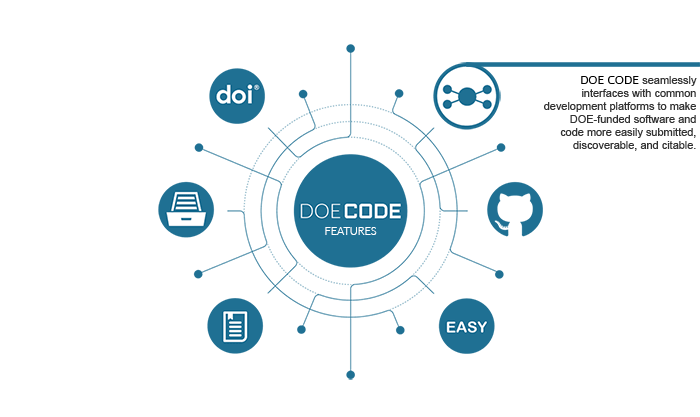 doi®
DOE CODE seamlessly
interfaces with common
development platforms to make
DOE-funded software and
code more easily submitted,
discoverable, and citable.
DOE CODE
FEATURES
EASY